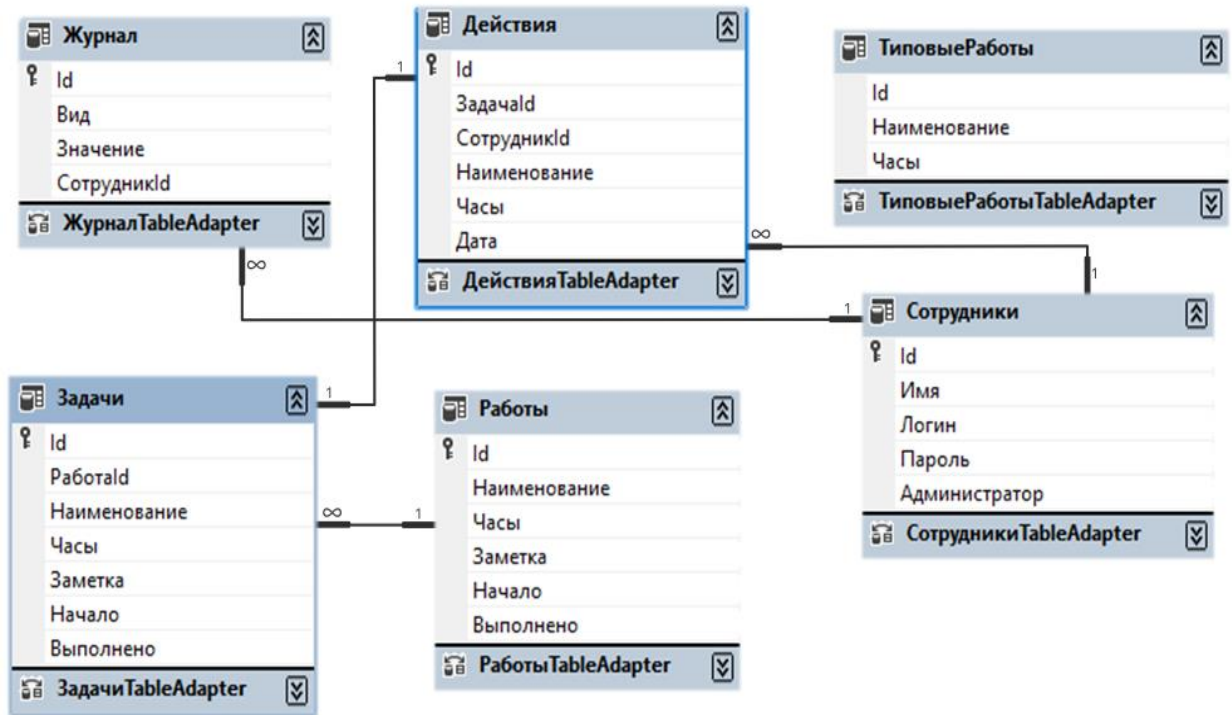 Журнал
Id
Вид
Значение
СотрудникId
ЖурналTableAdapter
Действия
Id
ЗадачаId
СотрудникId
Наименование
Часы
Дата
ДействияTableAdapter
ТиповыеРаботы
Id
Наименование
Часы
ТиповыеРаботыTableAdapter
1
∞
∞
1
1
Сотрудники
Id
Имя
Логин
Пароль
Администратор
СотрудникиTableAdapter
Задачи
Id
РаботаId
Наименование
Часы
Заметка
Начало
Выполнено
ЗадачиTableAdapter
1
∞
1
Работы
Id
Наименование
Часы
Заметка
Начало
Выполнено
РаботыTableAdapter